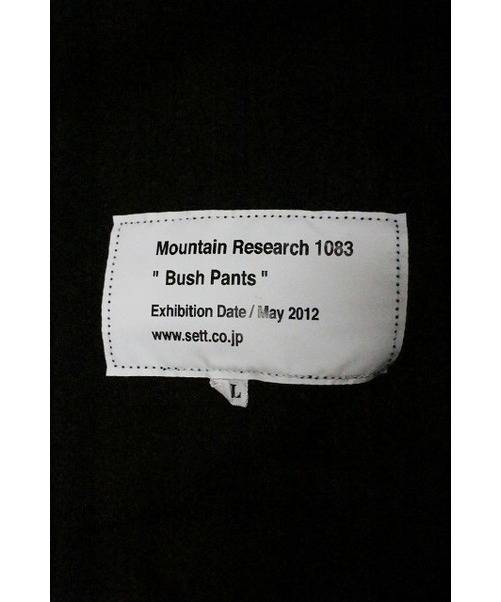 Mountain Research 1083
" Bush Pants "
Exhibition Date / May 2012
www.sett.co.jp
L